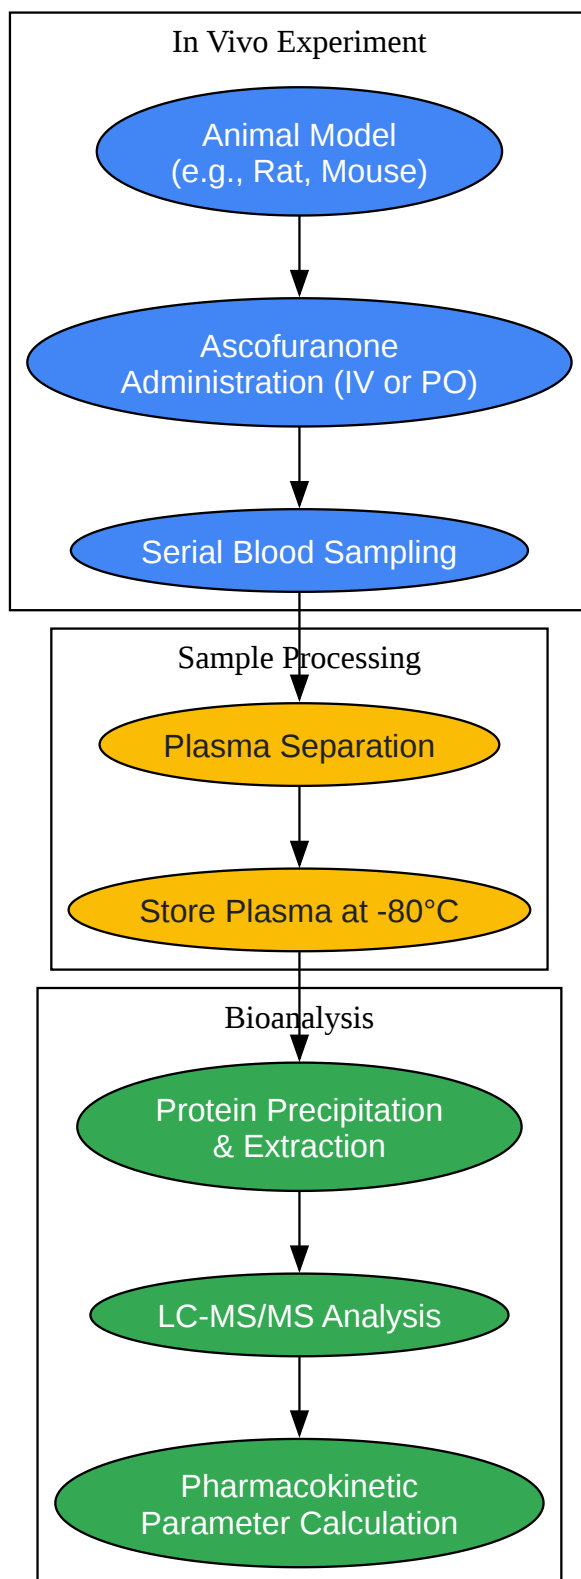 In Vivo Experiment
Animal Model
(e.g., Rat, Mouse)
Ascofuranone
Administration (IV or PO)
Serial Blood Sampling
Sample Processing
Plasma Separation
Store Plasma at -80°C
Bioanalysis
Protein Precipitation
& Extraction
LC-MS/MS Analysis
Pharmacokinetic
Parameter Calculation